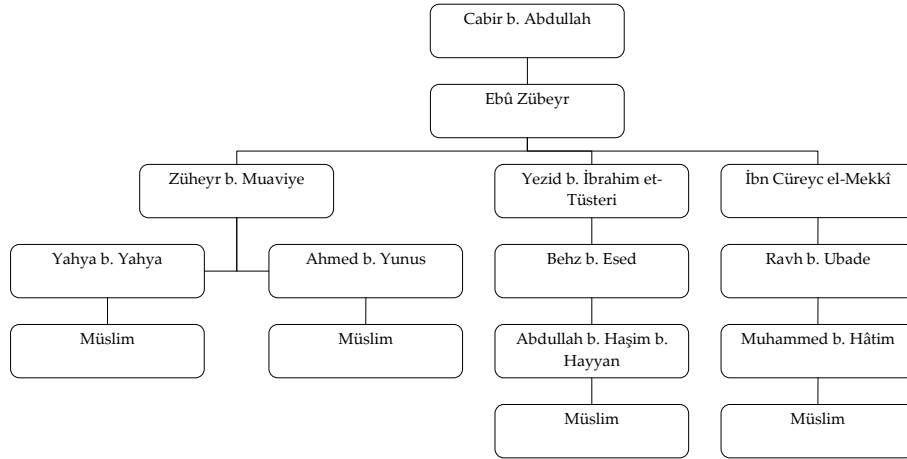 Cabir b. Abdullah
Ebû Zübeyr
Züheyr b. Muaviye
Yezid b. İbrahim et-
Tüsteri
İbn Cüreyc el-Mekkî
Yahya b. Yahya
Ahmed b. Yunus
Behz b. Esed
Ravh b. Ubade
Müslim
Müslim
Abdullah b. Haşim b.
Hayyan
Muhammed b. Hâtim
Müslim
Müslim